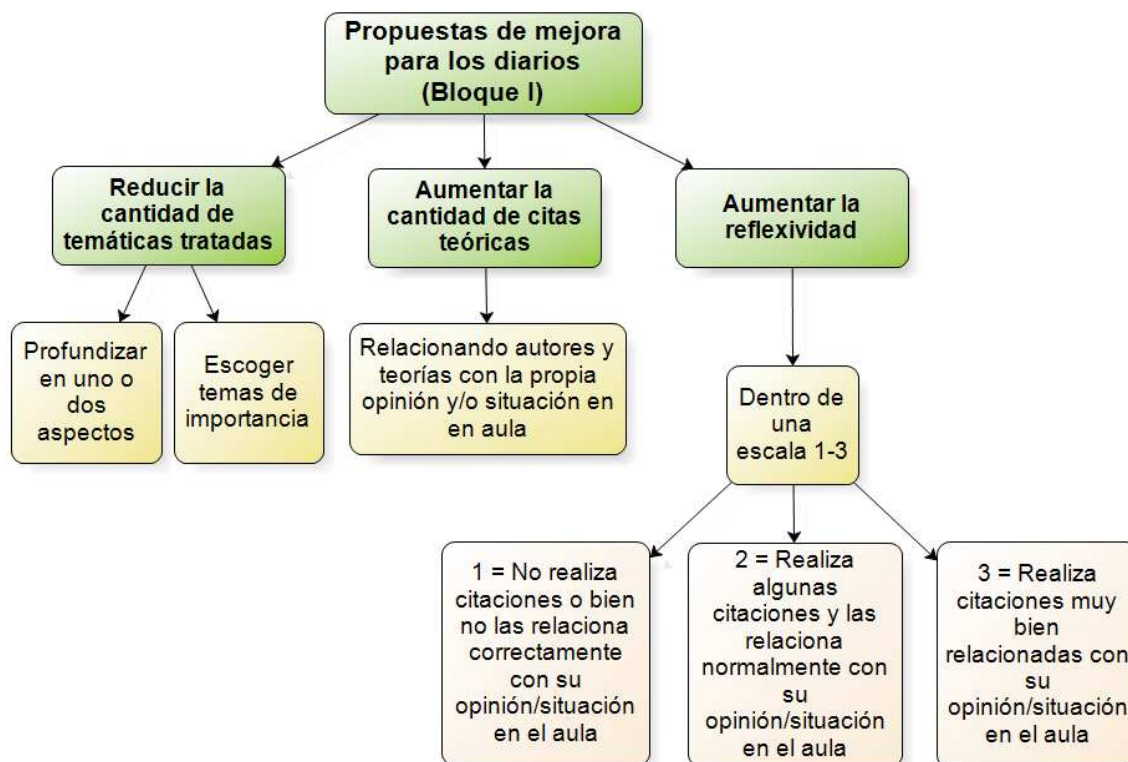 Propuestas de mejora
para los diarios
(Bloque I)
Reducir la
cantidad de
temáticas tratadas
Aumentar la
cantidad de citas
teóricas
Aumentar la
reflexividad
Profundizar
en uno o
dos
aspectos
Escoger
temas de
importancia
Relacionando autores y
teorías con la propia
opinión y/o situación en
en aula
Dentro de
una
escala 1-3
1 = No realiza
citaciones o bien
no las relaciona
correctamente
con su
opinión/situación
en el aula
2 = Realiza
algunas
citaciones y las
relaciona
normalmente con
su
opinión/situación
en el aula
3 = Realiza
citaciones muy
bien
relacionadas con
su
opinión/situación
en el aula